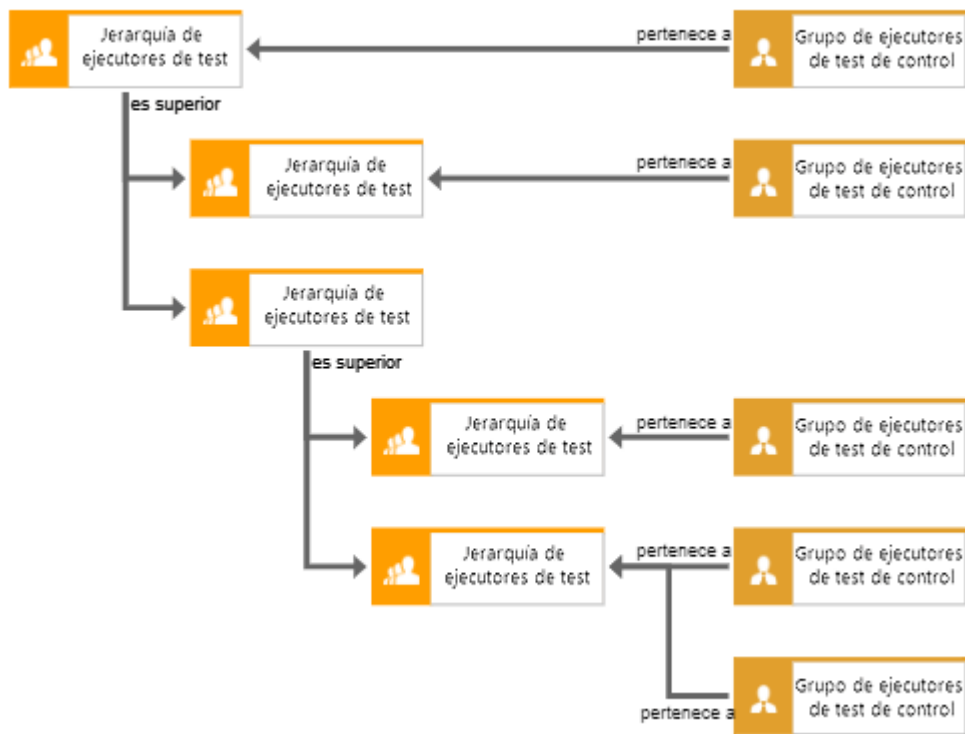 Jerarquía de
ejecutores de test
pertenece a
Grupo de ejecutores
de test de control
es superior
Jerarquía de
ejecutores de test
pertenece a
Grupo de ejecutores
de test de control
Jerarquía de
ejecutores de test
es superior
Jerarquía de
ejecutores de test
pertenece a
Grupo de ejecutores
de test de control
Jerarquía de
ejecutores de test
pertenece a
Grupo de ejecutores
de test de control
pertenece a
Grupo de ejecutores
de test de control